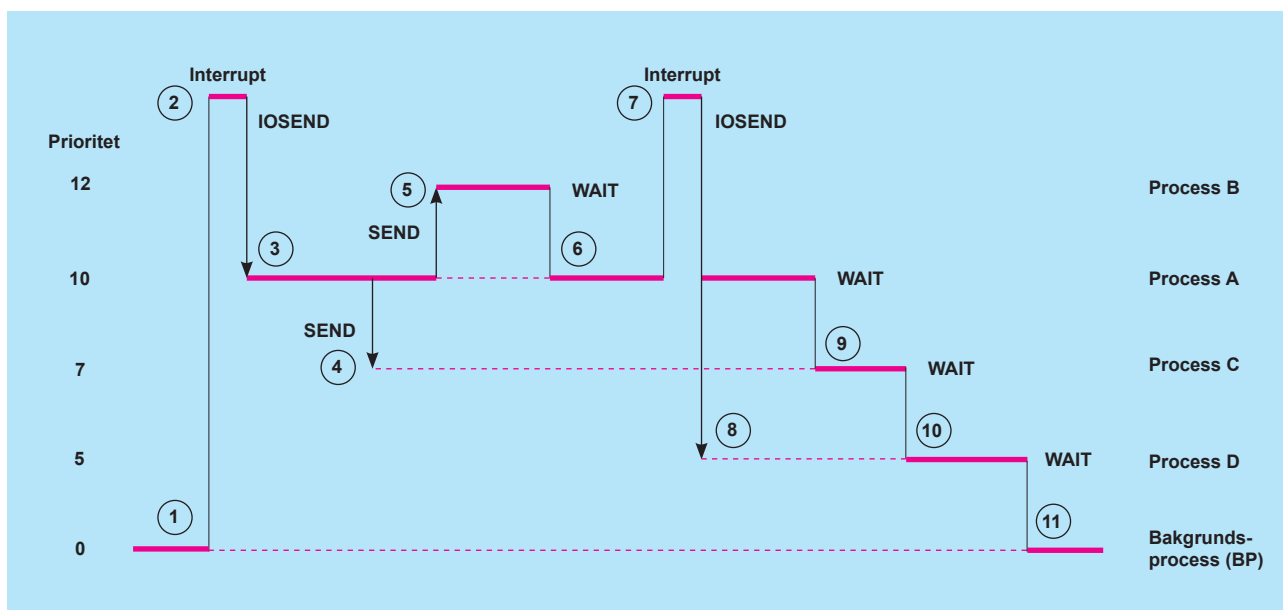 Interrupt
Interrupt
2
7
IOSEND
IOSEND
Prioritet
12
5
WAIT
Process B
3
SEND
6
10
WAIT
Process A
SEND
9
4
7
WAIT
Process C
8
10
5
WAIT
Process D
1
11
0
Bakgrunds-
process (BP)